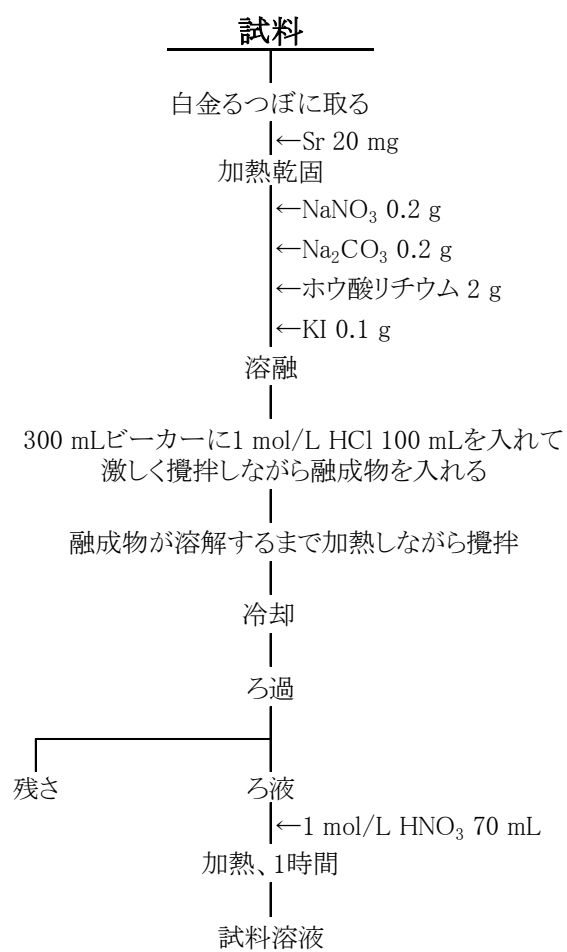 試料
白金るつぼに取る
←Sr 20 mg
加熱乾固
←NaNO₃ 0.2 g
←Na₂CO₃ 0.2 g
←ホウ酸リチウム 2 g
←KI 0.1 g
溶融
300 mLビーカーに1 mol/L HCl 100 mLを入れて
激しく攪拌しながら融成物を入れる
融成物が溶解するまで加熱しながら攪拌
冷却
ろ過
残さ
ろ液
←1 mol/L HNO₃ 70 mL
加熱、1時間
試料溶液